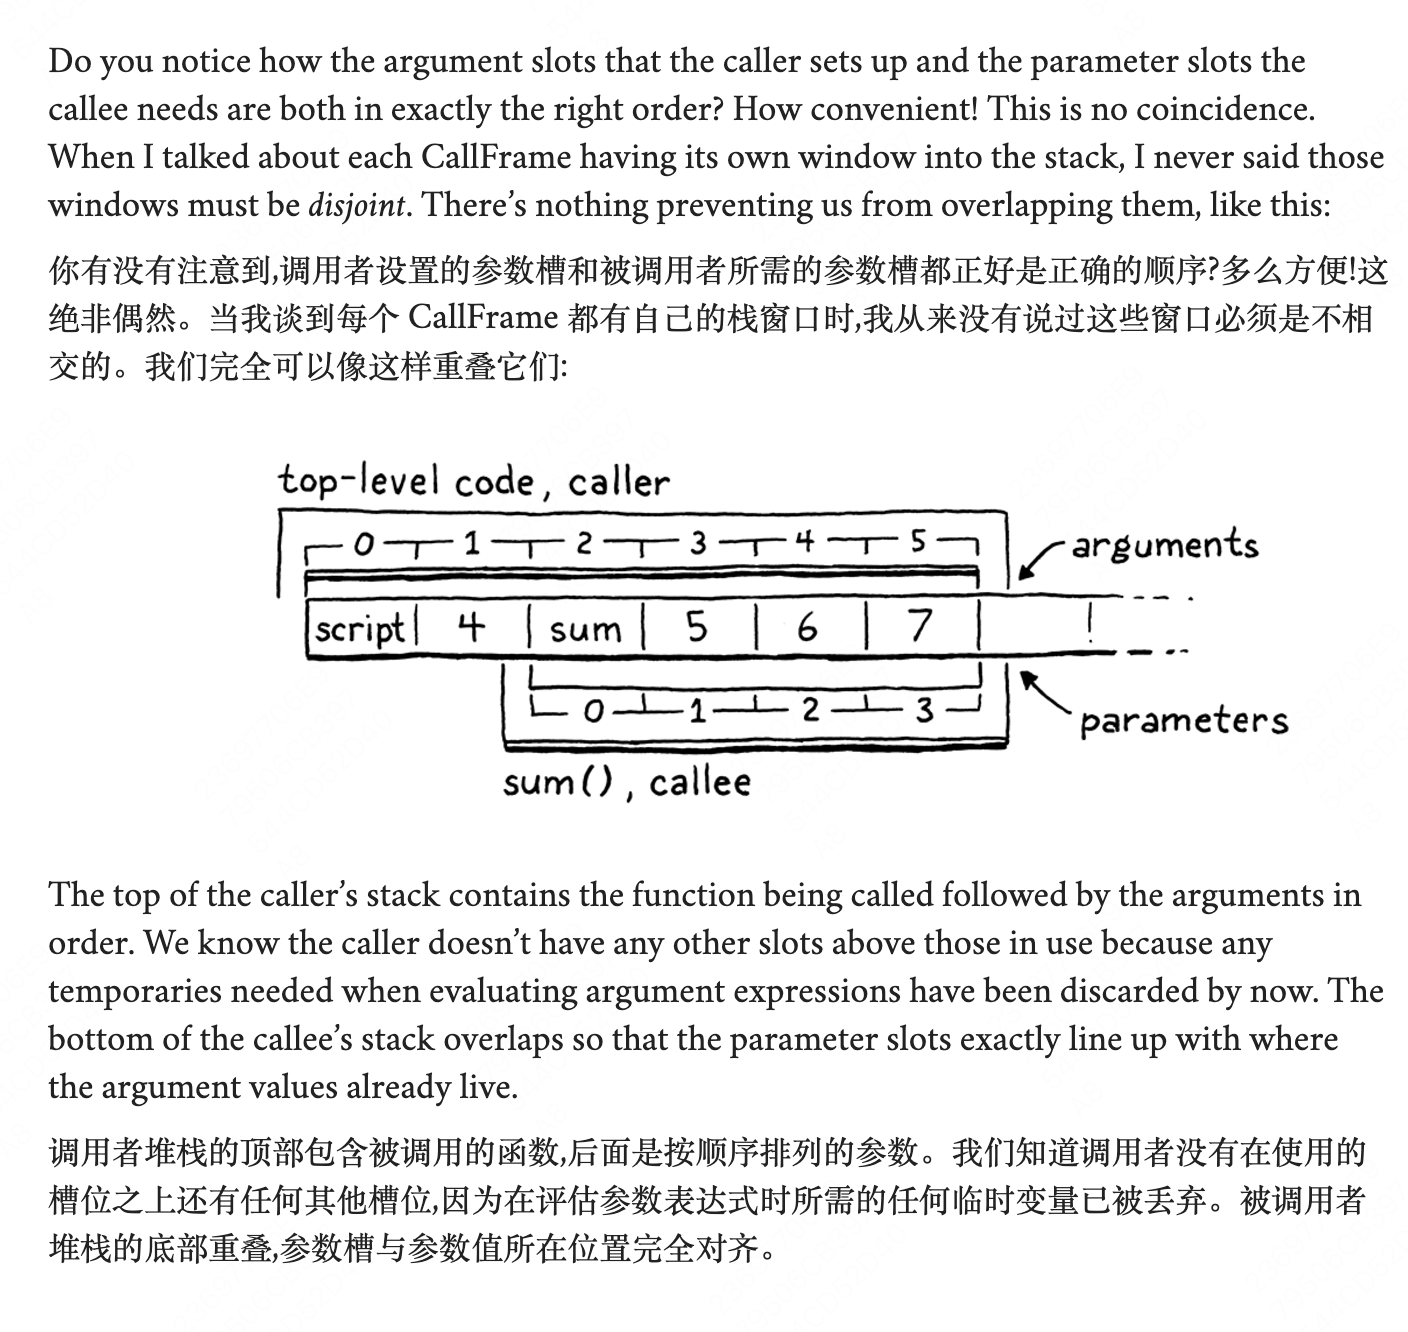 Do you notice how the argument slots that the caller sets up and the parameter slots the
callee needs are both in exactly the right order? How convenient! This is no coincidence.
When I talked about each CallFrame having its own window into the stack, I never said those
windows must be disjoint. There’s nothing preventing us from overlapping them, like this:
你有没有注意到,调用者设置的参数槽和被调用者所需的参数槽都正好是正确的顺序?多么方便!这
绝非偶然。当我谈到每个 CallFrame 都有自己的栈窗口时,我从来没有说过这些窗口必须是不相
交的。我们完全可以像这样重叠它们:
top-level code, caller
0 1 2 3 4 5
arguments
script 4 sum 5 6 7
0 1 2 3
parameters
sum(), callee
The top of the caller’s stack contains the function being called followed by the arguments in
order. We know the caller doesn’t have any other slots above those in use because any
temporaries needed when evaluating argument expressions have been discarded by now. The
bottom of the callee’s stack overlaps so that the parameter slots exactly line up with where
the argument values already live.
调用者堆栈的顶部包含被调用的函数,后面是按顺序排列的参数。我们知道调用者没有在使用的
槽位之上还有任何其他槽位,因为在评估参数表达式时所需的任何临时变量已被丢弃。被调用者
堆栈的底部重叠,参数槽与参数值所在位置完全对齐。